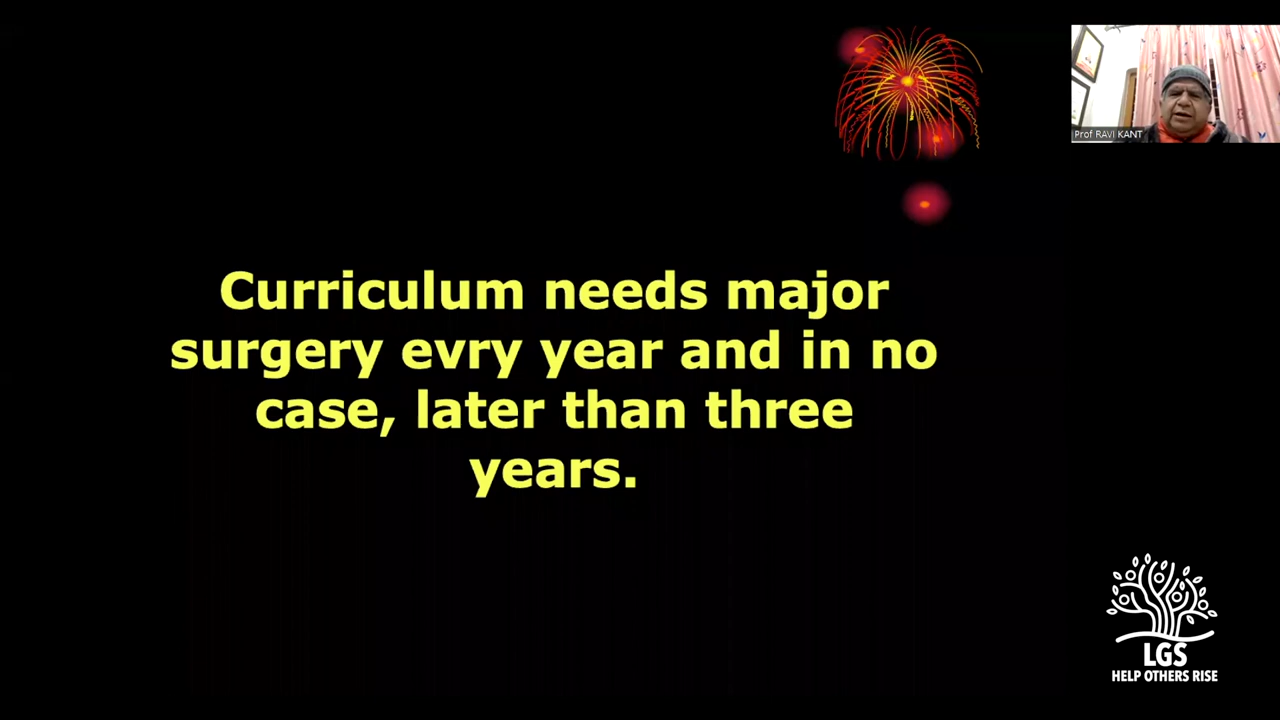 Prof RAVI KANT
Curriculum needs major
surgery evry year and in no
case, later than three
years.
LGS
HELP OTHERS RISE